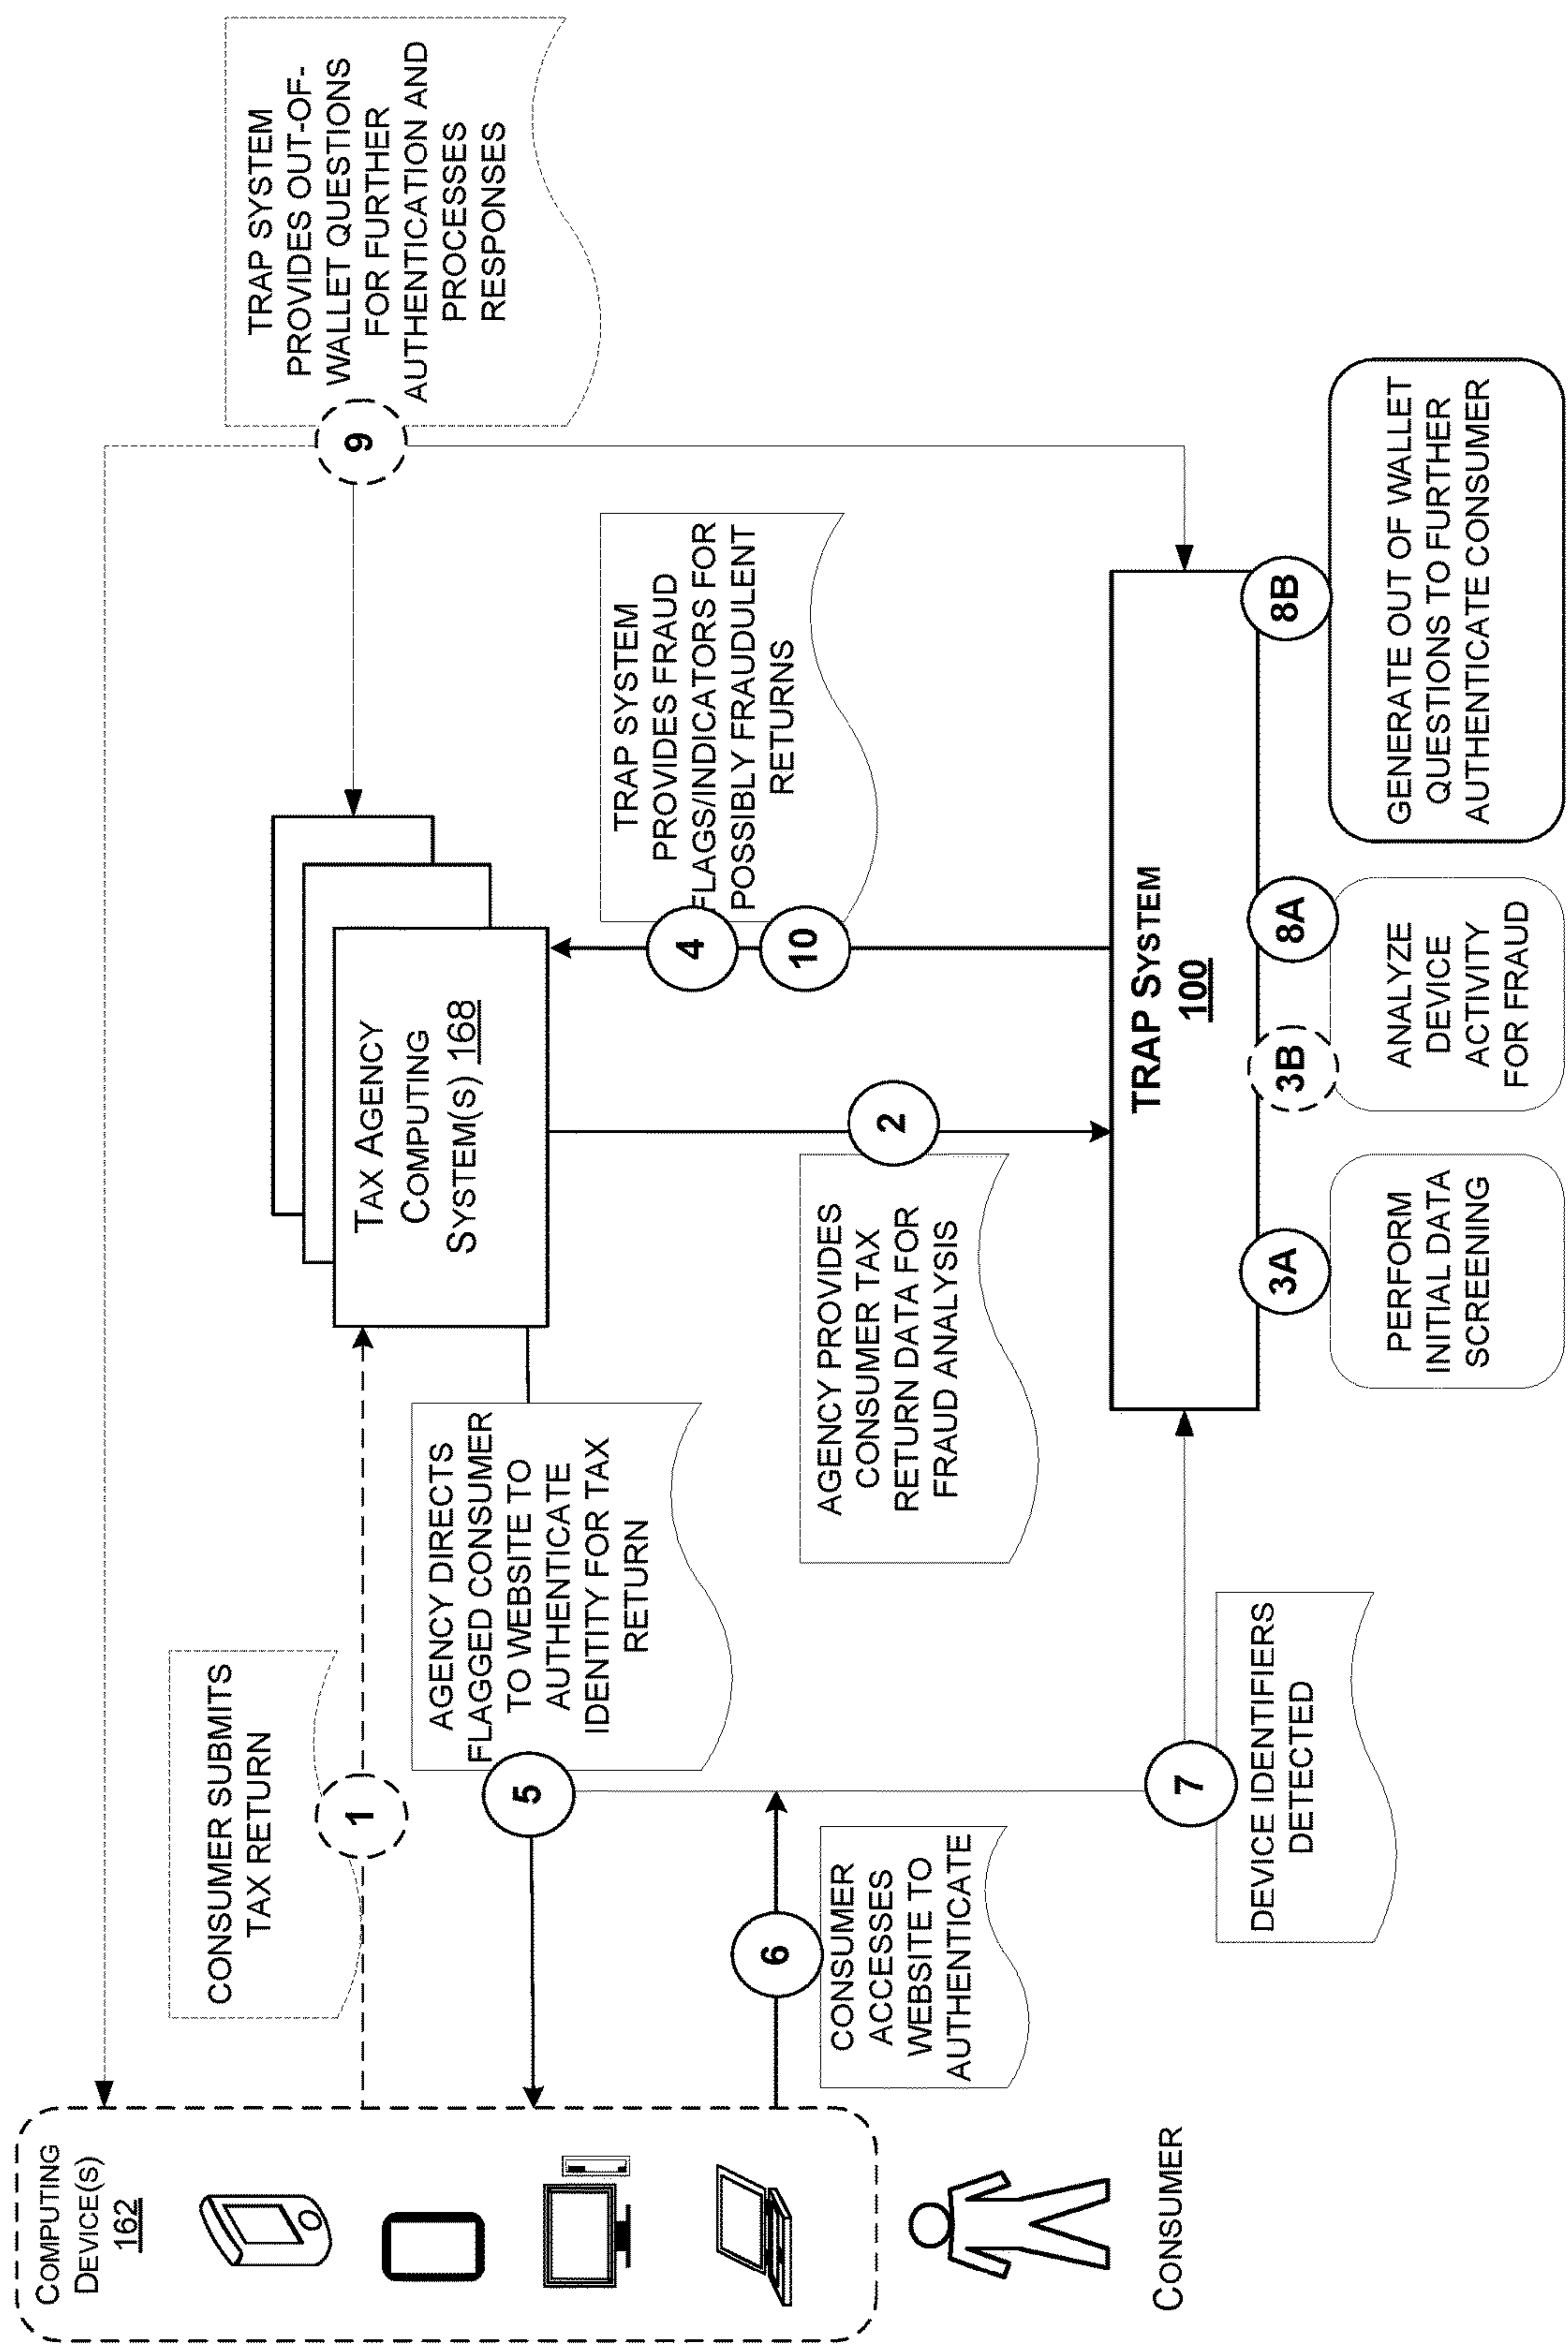 COMPUTING
DEVICE(S)
162
CONSUMER
CONSUMER SUBMITS
TAX RETURN
1
AGENCY DIRECTS
FLAGGED CONSUMER
TO WEBSITE TO
AUTHENTICATE
IDENTITY FOR TAX
RETURN
5
6
CONSUMER
ACCESSES
WEBSITE TO
AUTHENTICATE
7
DEVICE IDENTIFIERS
DETECTED
TAX AGENCY
COMPUTING
SYSTEM(S) 168
2
AGENCY PROVIDES
CONSUMER TAX
RETURN DATA FOR
FRAUD ANALYSIS
4
10
TRAP SYSTEM
PROVIDES FRAUD
FLAGS/INDICATORS FOR
POSSIBLY FRAUDULENT
RETURNS
9
TRAP SYSTEM
PROVIDES OUT-OF-
WALLET QUESTIONS
FOR FURTHER
AUTHENTICATION AND
PROCESSES
RESPONSES
TRAP SYSTEM
100
3A
PERFORM
INITIAL DATA
SCREENING
3B
8A
ANALYZE
DEVICE
ACTIVITY
FOR FRAUD
8B
GENERATE OUT OF WALLET
QUESTIONS TO FURTHER
AUTHENTICATE CONSUMER